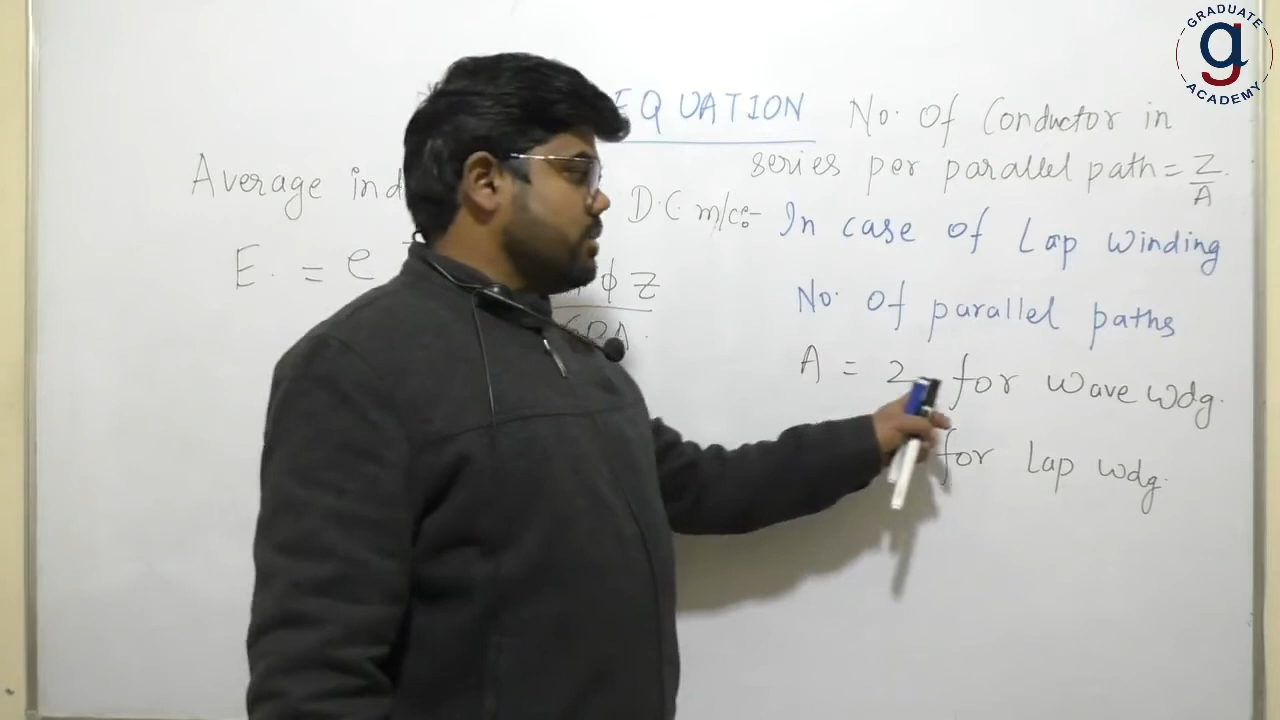 GRADUATE
g
ACADEMY
EQUATION
No. Of Conductor in
series per parallel path = Z/A.
Average ind
D.C m/c:- In case of Lap Winding
E. = e
φ Z
60A.
No. Of parallel paths
A = 2 for wave wdg.
for Lap wdg.